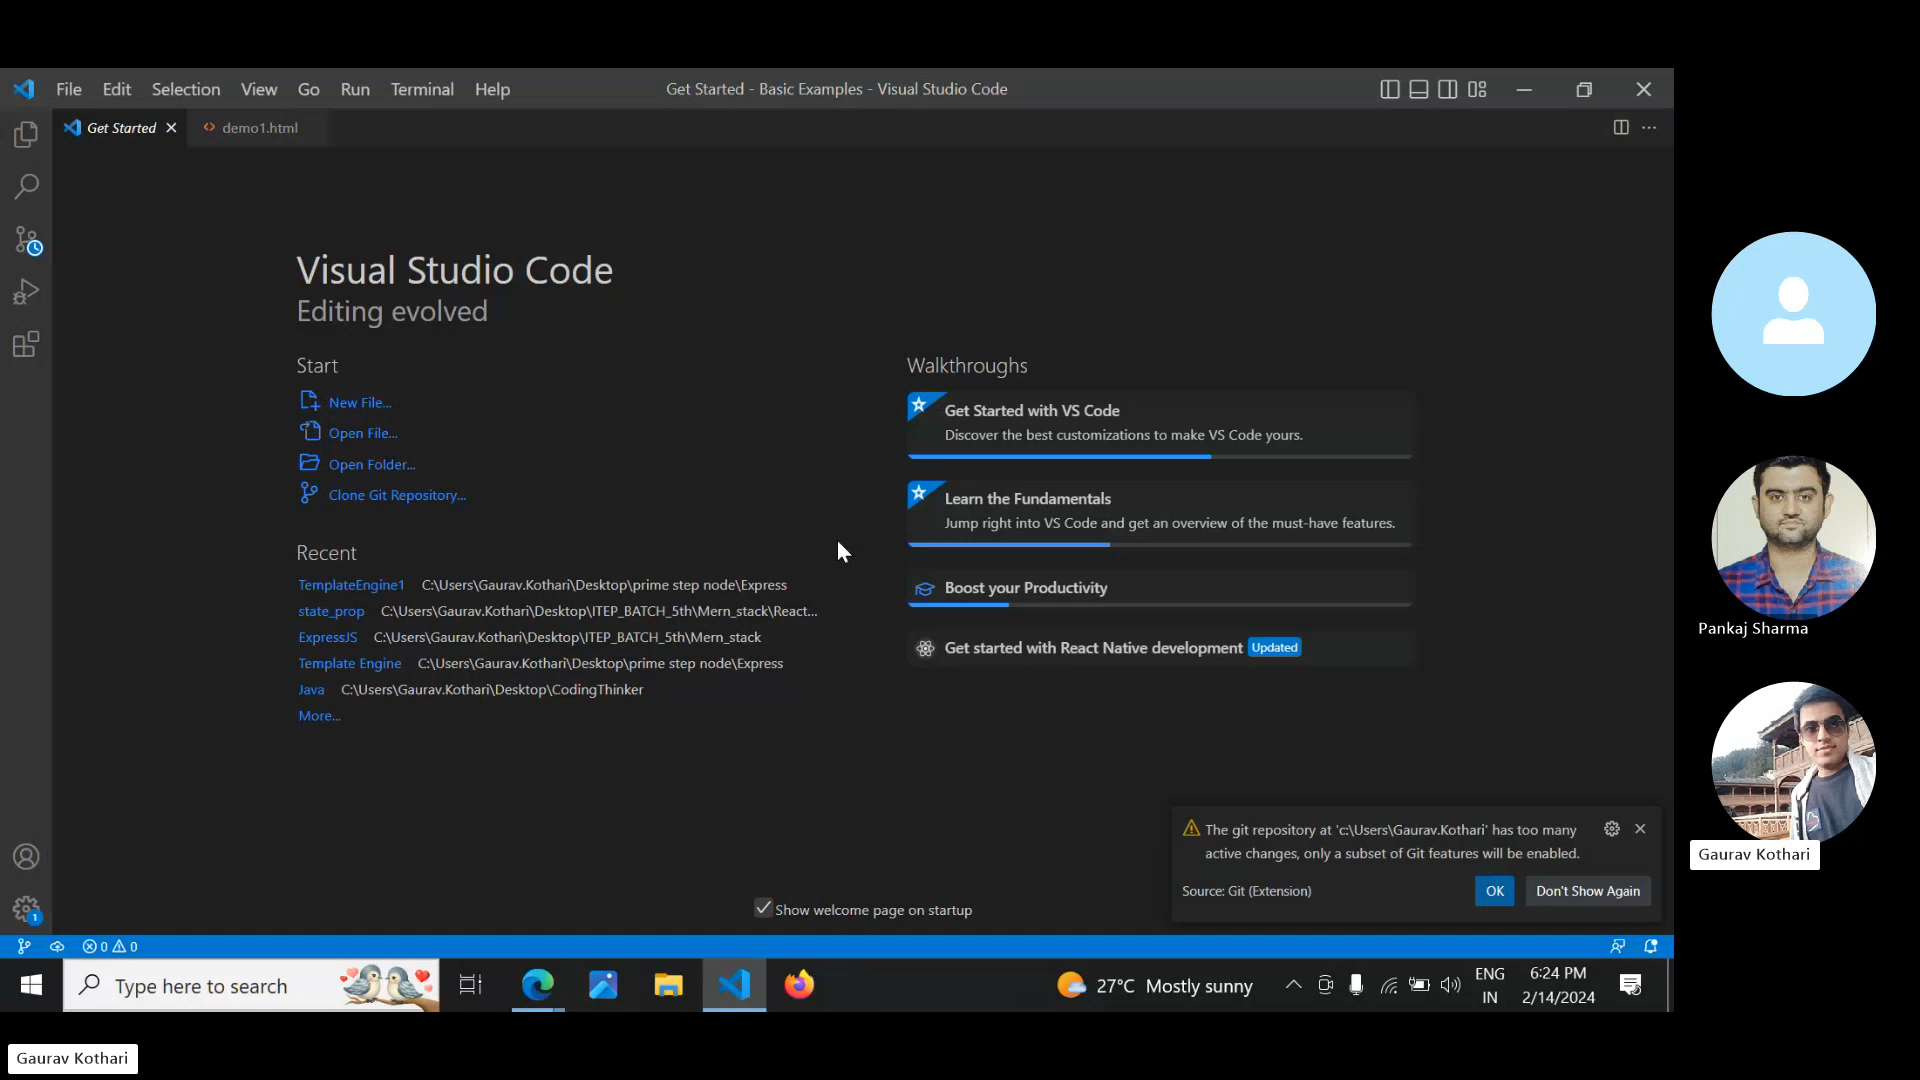 File Edit Selection View Go Run Terminal Help
Get Started - Basic Examples - Visual Studio Code
Get Started
demo1.html
Visual Studio Code
Editing evolved
Start
New File...
Open File...
Open Folder...
Clone Git Repository...
Recent
TemplateEngine1 C:\Users\Gaurav.Kothari\Desktop\prime step node\Express
state_prop C:\Users\Gaurav.Kothari\Desktop\ITEP_BATCH_5th\Mern_stack\React...
ExpressJS C:\Users\Gaurav.Kothari\Desktop\ITEP_BATCH_5th\Mern_stack
Template Engine C:\Users\Gaurav.Kothari\Desktop\prime step node\Express
Java C:\Users\Gaurav.Kothari\Desktop\CodingThinker
More...
Walkthroughs
Get Started with VS Code
Discover the best customizations to make VS Code yours.
Learn the Fundamentals
Jump right into VS Code and get an overview of the must-have features.
Boost your Productivity
Get started with React Native development Updated
The git repository at 'c:\Users\Gaurav.Kothari' has too many
active changes, only a subset of Git features will be enabled.
Source: Git (Extension)
OK
Don't Show Again
Show welcome page on startup
1
0 0
Type here to search
27°C Mostly sunny
ENG
IN
6:24 PM
2/14/2024
Pankaj Sharma
Gaurav Kothari
Gaurav Kothari